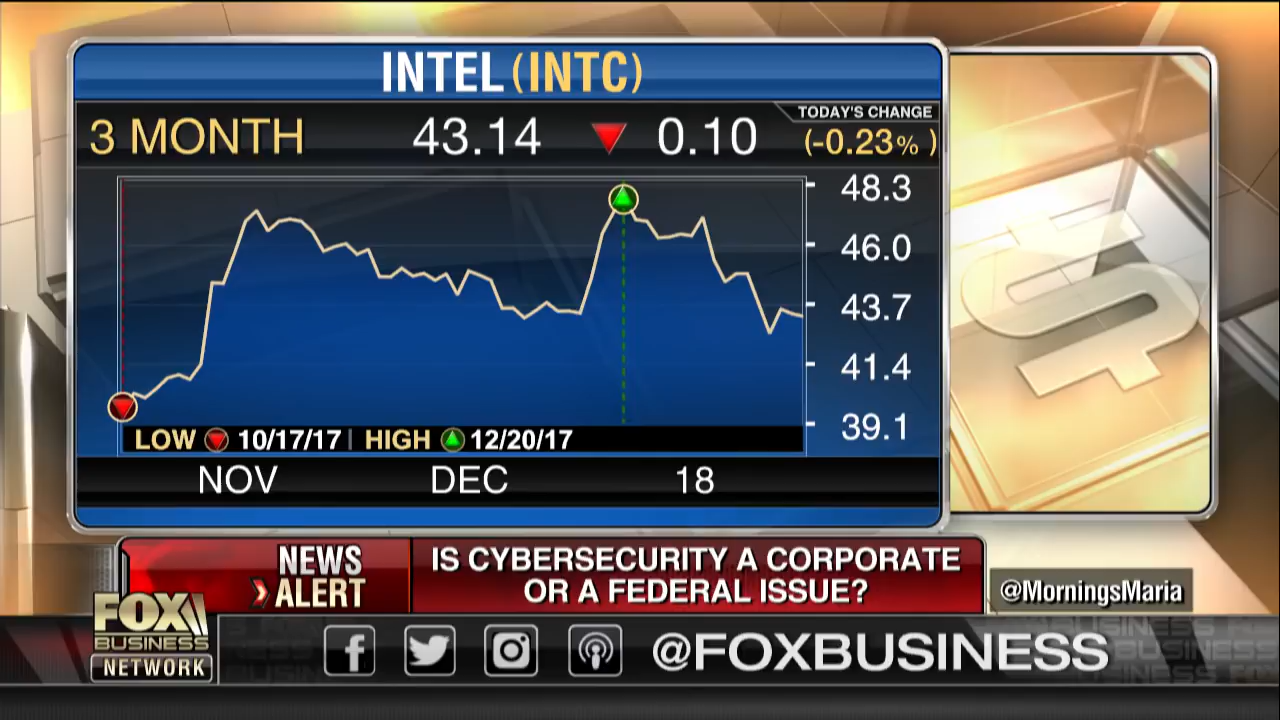 INTEL (INTC)
3 MONTH 43.14 0.10 TODAY'S CHANGE (-0.23%)
48.3
46.0
43.7
41.4
39.1
LOW 10/17/17 | HIGH 12/20/17
NOV DEC 18
NEWS ALERT
IS CYBERSECURITY A CORPORATE
OR A FEDERAL ISSUE?
@MorningsMaria
FOX
BUSINESS
NETWORK
@FOXBUSINESS